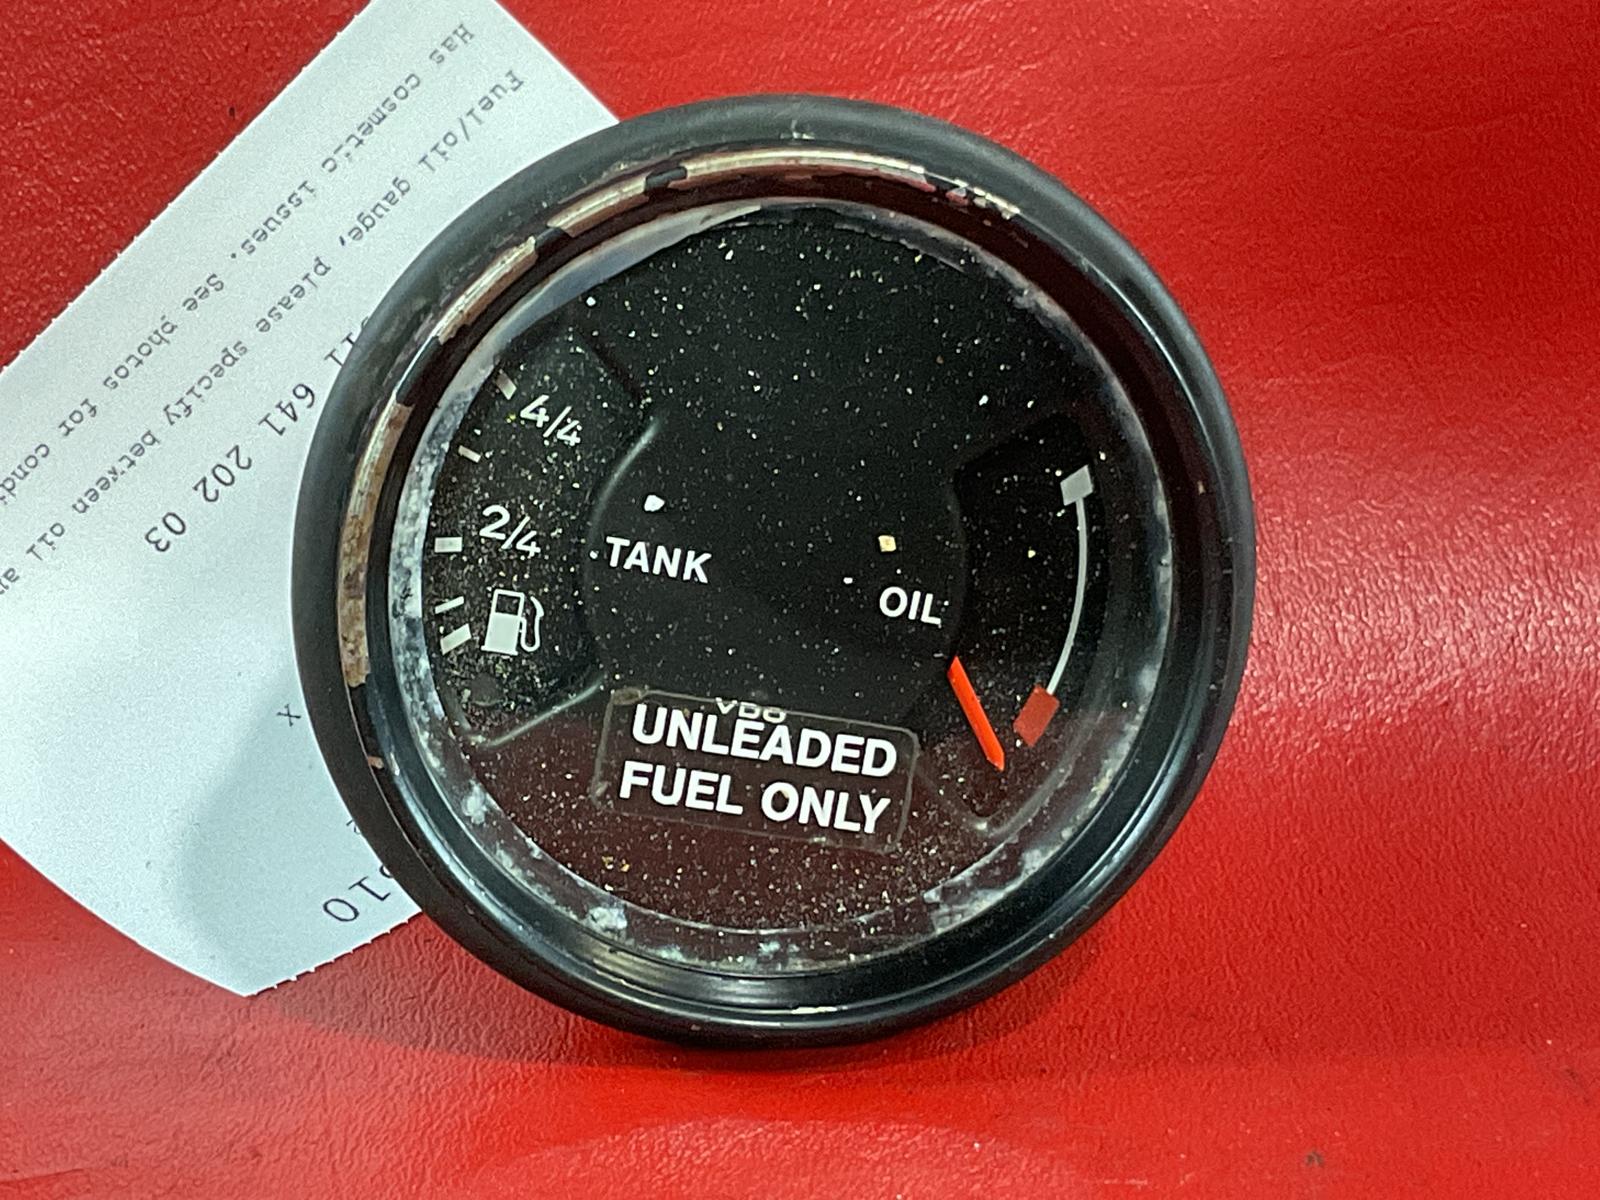 4/4
2/4
TANK
OIL
VDO
UNLEADED
FUEL ONLY
Has cosmetic issues. See photos for
Fuel/oil gauge, please specify between oil
641 202 03
x